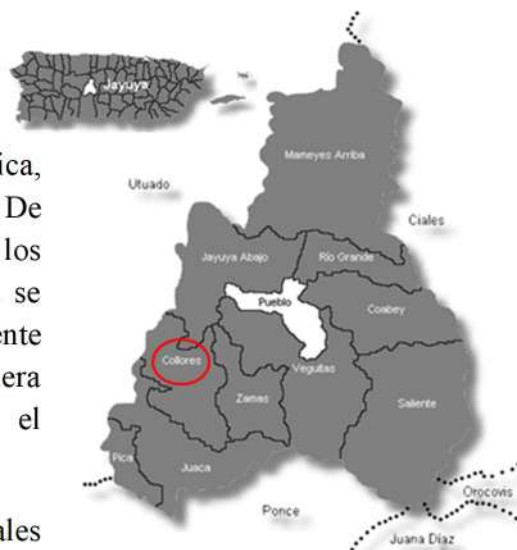 Jayuya
ica,
De
los
se
ente
era
el
ales
Mameyes Arriba
Utuado
Ciales
Jayuya Abajo
Río Grande
Pueblo
Coabey
Collores
Veguitas
Zamas
Saliente
Pica
Juaca
Orocovis
Ponce
Juana Díaz